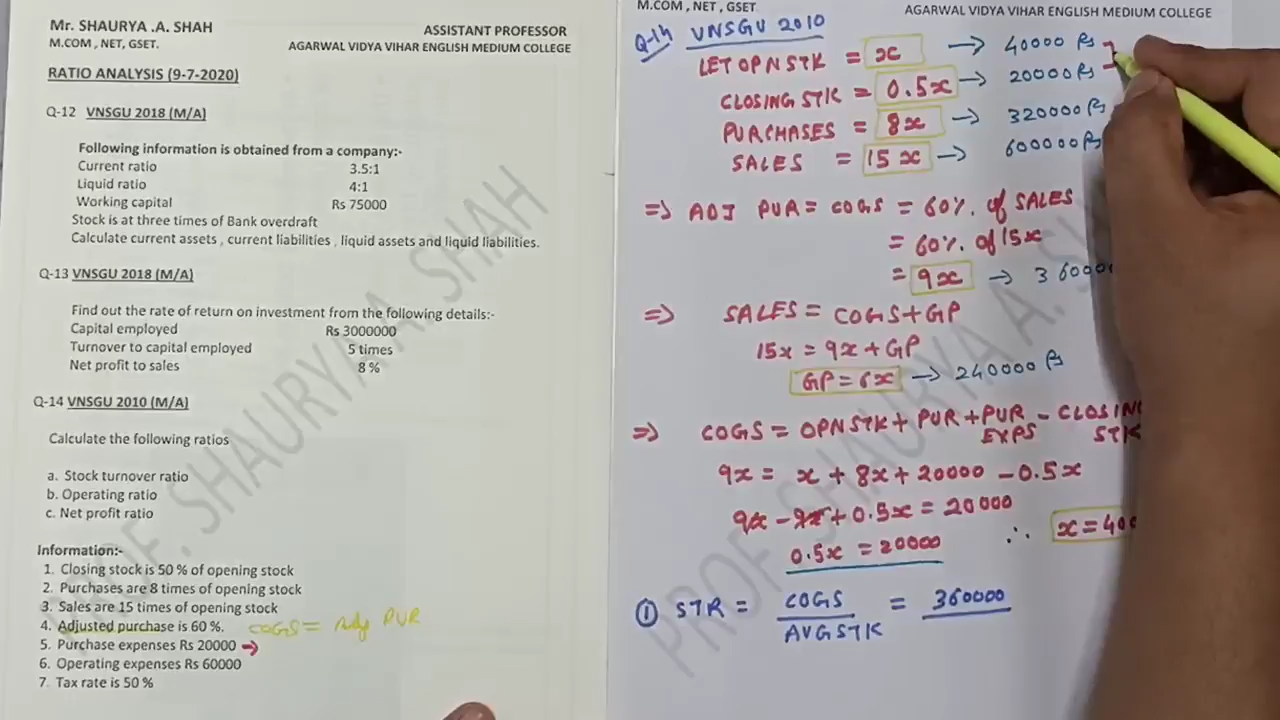 Mr. SHAURYA .A. SHAH
M.COM , NET, GSET.
ASSISTANT PROFESSOR
AGARWAL VIDYA VIHAR ENGLISH MEDIUM COLLEGE
RATIO ANALYSIS (9-7-2020)
Q-12 VNSGU 2018 (M/A)
Following information is obtained from a company:-
Current ratio 3.5:1
Liquid ratio 4:1
Working capital Rs 75000
Stock is at three times of Bank overdraft
Calculate current assets , current liabilities , liquid assets and liquid liabilities.
Q-13 VNSGU 2018 (M/A)
Find out the rate of return on investment from the following details:-
Capital employed Rs 3000000
Turnover to capital employed 5 times
Net profit to sales 8 %
Q-14 VNSGU 2010 (M/A)
Calculate the following ratios
a. Stock turnover ratio
b. Operating ratio
c. Net profit ratio
Information:-
1. Closing stock is 50 % of opening stock
2. Purchases are 8 times of opening stock
3. Sales are 15 times of opening stock
4. Adjusted purchase is 60 %. COGS = Adj PUR
5. Purchase expenses Rs 20000 →
6. Operating expenses Rs 60000
7. Tax rate is 50 %
PROF. SHAURYA A. SHAH
M.COM , NET , GSET.
AGARWAL VIDYA VIHAR ENGLISH MEDIUM COLLEGE
Q-14 VNSGU 2010
LET OPN STK = x → 40000 Rs
CLOSING STK = 0.5x → 20000 Rs
PURCHASES = 8x → 320000 Rs
SALES = 15x → 600000 Rs
⇒ ADJ PUR = COGS = 60% of SALES
= 60% of 15x
= 9x → 36000
⇒ SALES = COGS + GP
15x = 9x + GP
GP = 6x → 240000 Rs
⇒ COGS = OPN STK + PUR + PUR EXPS - CLOSING STK
9x = x + 8x + 20000 - 0.5x
9x - 9x + 0.5x = 20000
0.5x = 20000 ∴ x = 400
① STR = COGS / AVG STK = 360000
PROF. SHAURYA A. S